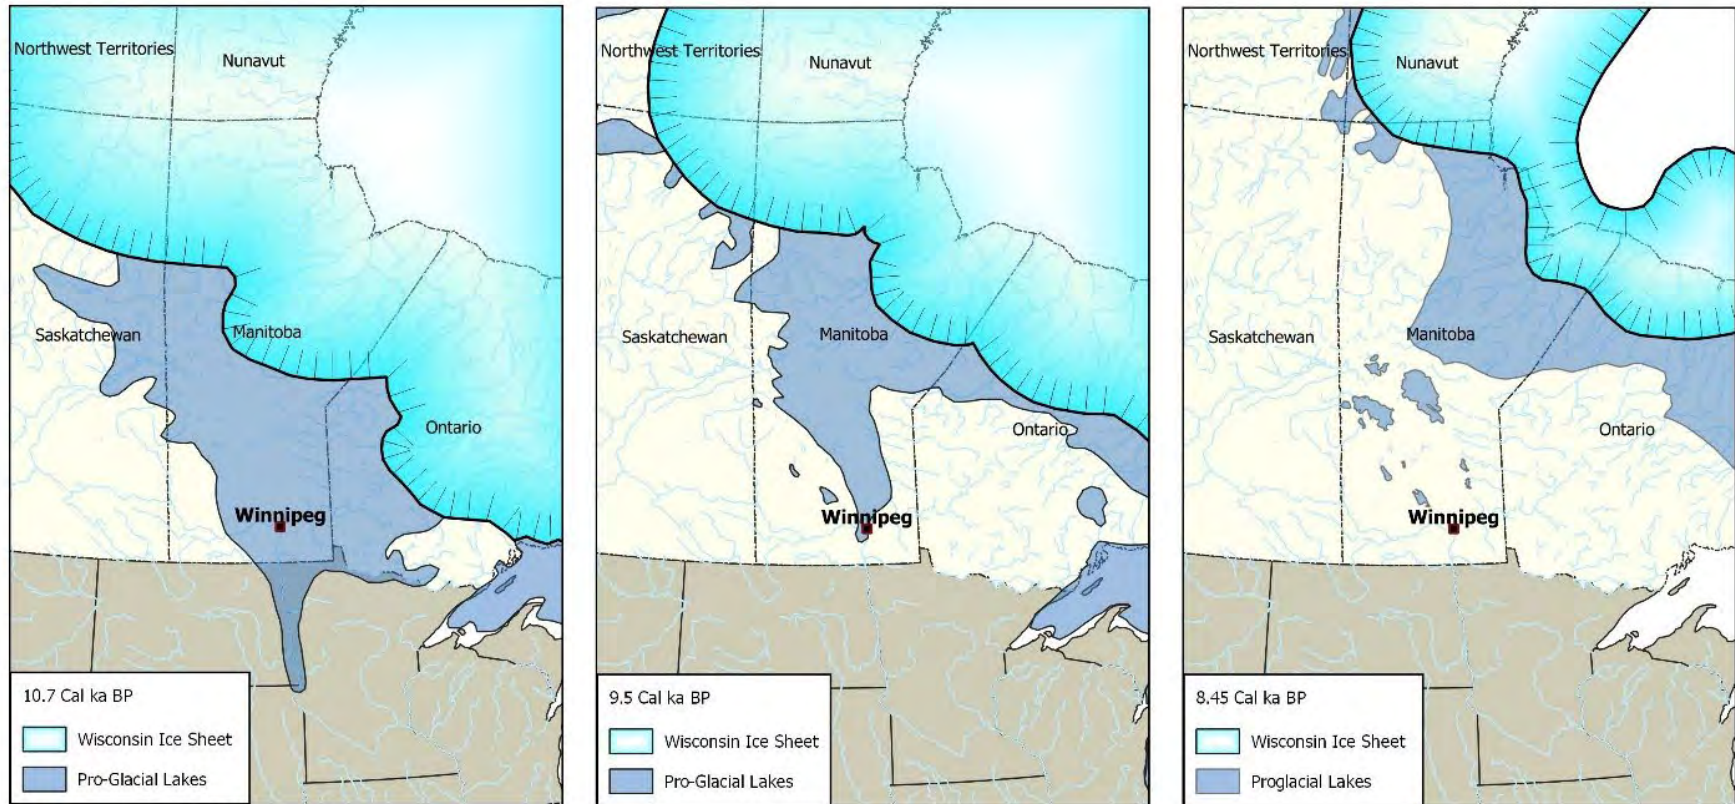 Northwest Territories
Nunavut
Saskatchewan
Manitoba
Ontario
Winnipeg
10.7 Cal ka BP
Wisconsin Ice Sheet
Pro-Glacial Lakes
Northwest Territories
Nunavut
Saskatchewan
Manitoba
Ontario
Winnipeg
9.5 Cal ka BP
Wisconsin Ice Sheet
Pro-Glacial Lakes
Northwest Territories
Nunavut
Saskatchewan
Manitoba
Ontario
Winnipeg
8.45 Cal ka BP
Wisconsin Ice Sheet
Proglacial Lakes